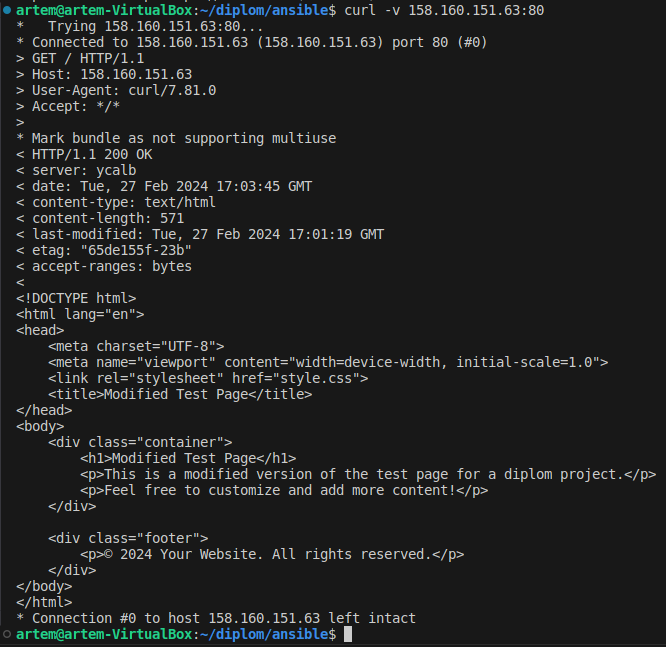 artem@artem-VirtualBox:~/diplom/ansible$ curl -v 158.160.151.63:80
*   Trying 158.160.151.63:80...
* Connected to 158.160.151.63 (158.160.151.63) port 80 (#0)
> GET / HTTP/1.1
> Host: 158.160.151.63
> User-Agent: curl/7.81.0
> Accept: */*
>
* Mark bundle as not supporting multiuse
< HTTP/1.1 200 OK
< server: ycalb
< date: Tue, 27 Feb 2024 17:03:45 GMT
< content-type: text/html
< content-length: 571
< last-modified: Tue, 27 Feb 2024 17:01:19 GMT
< etag: "65de155f-23b"
< accept-ranges: bytes
<
<!DOCTYPE html>
<html lang="en">
<head>
    <meta charset="UTF-8">
    <meta name="viewport" content="width=device-width, initial-scale=1.0">
    <link rel="stylesheet" href="style.css">
    <title>Modified Test Page</title>
</head>
<body>
    <div class="container">
        <h1>Modified Test Page</h1>
        <p>This is a modified version of the test page for a diplom project.</p>
        <p>Feel free to customize and add more content!</p>
    </div>

    <div class="footer">
        <p>© 2024 Your Website. All rights reserved.</p>
    </div>
</body>
</html>
* Connection #0 to host 158.160.151.63 left intact
artem@artem-VirtualBox:~/diplom/ansible$